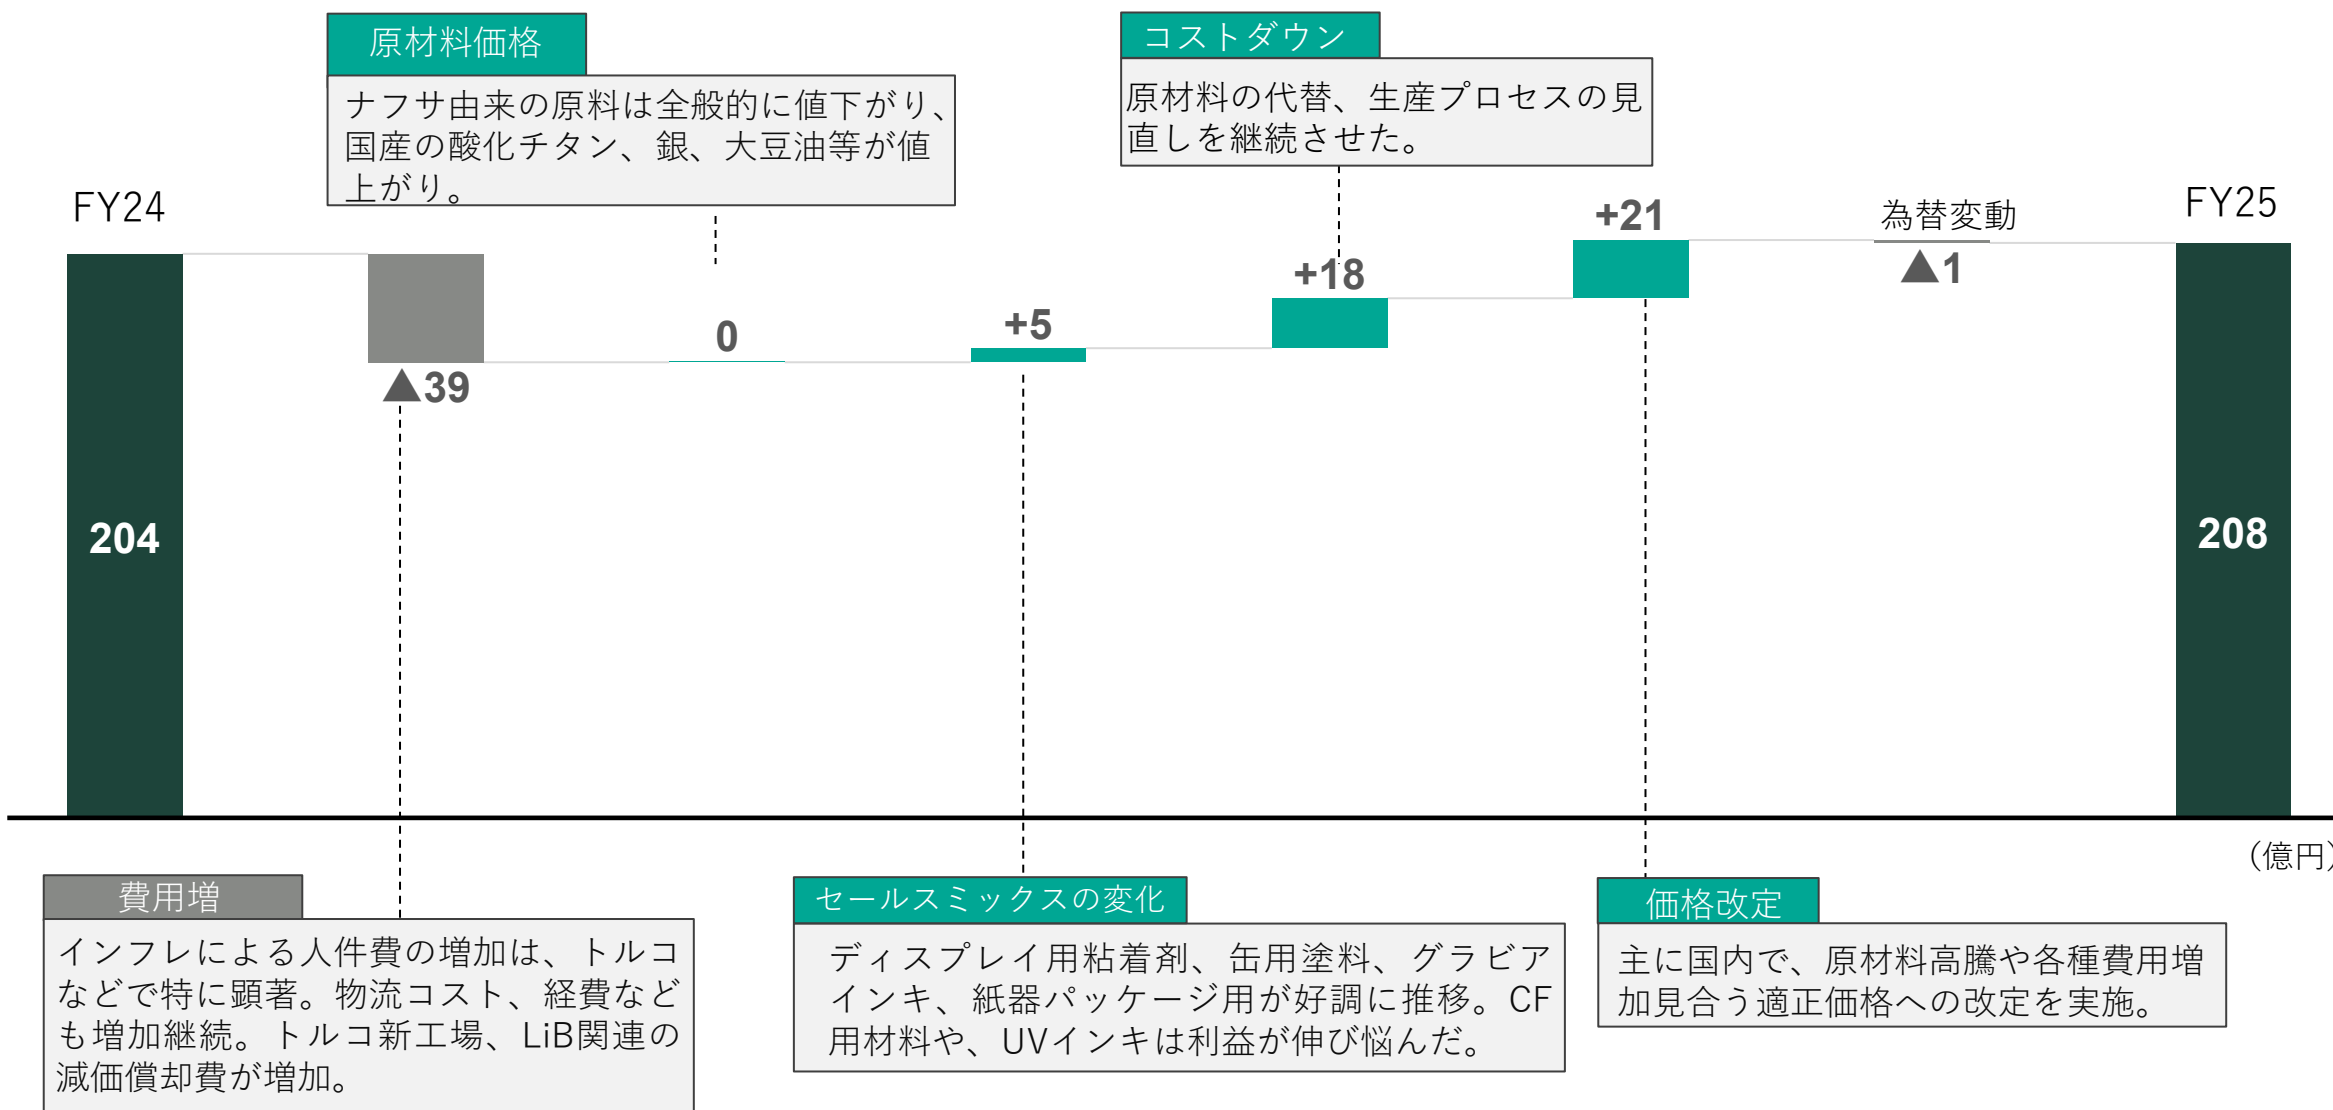 原材料価格
ナフサ由来の原料は全般的に値下がり、
国産の酸化チタン、銀、大豆油等が値
上がり。
コストダウン
原材料の代替、生産プロセスの見
直しを継続させた。
FY24
204
▲39
0
+5
+18
+21
為替変動
▲1
FY25
208
(億円)
費用増
インフレによる人件費の増加は、トルコ
などで特に顕著。物流コスト、経費など
も増加継続。トルコ新工場、LiB関連の
減価償却費が増加。
セールスミックスの変化
ディスプレイ用粘着剤、缶用塗料、グラビア
インキ、紙器パッケージ用が好調に推移。CF
用材料や、UVインキは利益が伸び悩んだ。
価格改定
主に国内で、原材料高騰や各種費用増
加見合う適正価格への改定を実施。